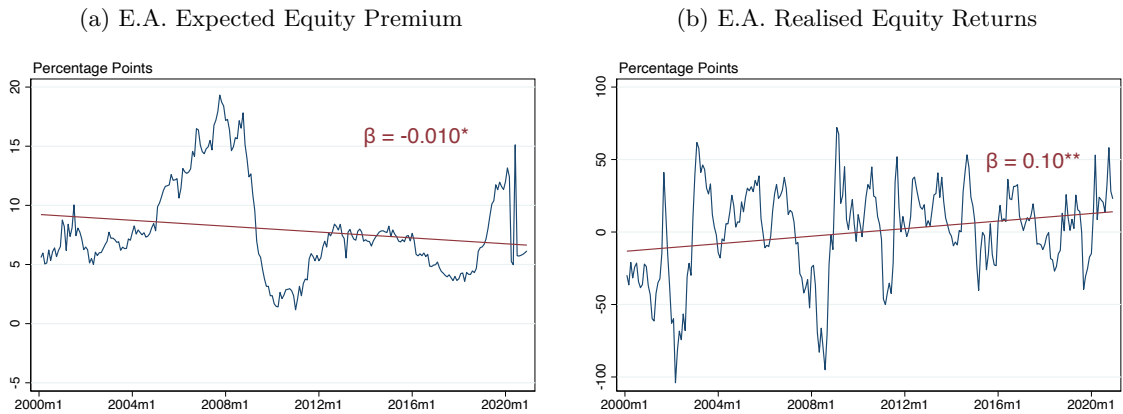 (a) E.A. Expected Equity Premium
Percentage Points
20
15
10
5
0
-5
β = -0.010*
2000m1 2004m1 2008m1 2012m1 2016m1 2020m1
(b) E.A. Realised Equity Returns
Percentage Points
100
50
0
-50
-100
β = 0.10**
2000m1 2004m1 2008m1 2012m1 2016m1 2020m1